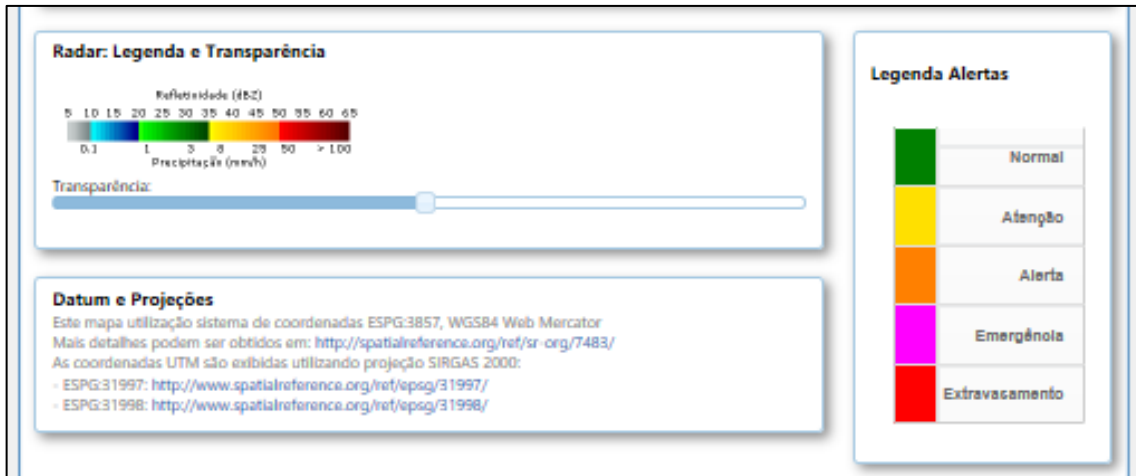 Radar: Legenda e Transparência
Refletividade (dBZ)
5 10 15 20 25 30 35 40 45 50 55 60 65
0.1 1 3 8 25 50 > 100
Precipitação (mm/h)
Transparência:
Datum e Projeções
Este mapa utilização sistema de coordenadas ESPG:3857, WGS84 Web Mercator
Mais detalhes podem ser obtidos em: http://spatialreference.org/ref/sr-org/7483/
As coordenadas UTM são exibidas utilizando projeção SIRGAS 2000:
- ESPG:31997: http://www.spatialreference.org/ref/epsg/31997/
- ESPG:31998: http://www.spatialreference.org/ref/epsg/31998/
Legenda Alertas
Normal
Atenção
Alerta
Emergência
Extravasamento